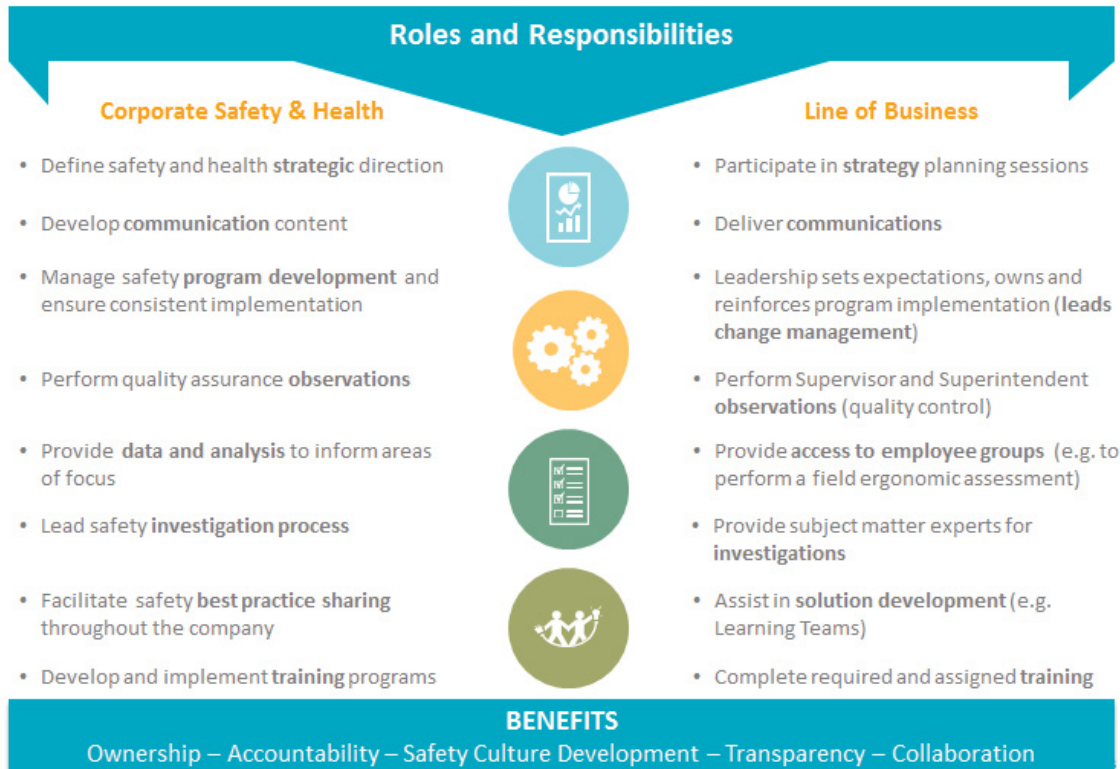 Roles and Responsibilities
Corporate Safety & Health
• Define safety and health strategic direction
• Develop communication content
• Manage safety program development and
ensure consistent implementation
• Perform quality assurance observations
• Provide data and analysis to inform areas
of focus
• Lead safety investigation process
• Facilitate safety best practice sharing
throughout the company
• Develop and implement training programs
Line of Business
• Participate in strategy planning sessions
• Deliver communications
• Leadership sets expectations, owns and
reinforces program implementation (leads
change management)
• Perform Supervisor and Superintendent
observations (quality control)
• Provide access to employee groups (e.g. to
perform a field ergonomic assessment)
• Provide subject matter experts for
investigations
• Assist in solution development (e.g.
Learning Teams)
• Complete required and assigned training
BENEFITS
Ownership – Accountability – Safety Culture Development – Transparency – Collaboration